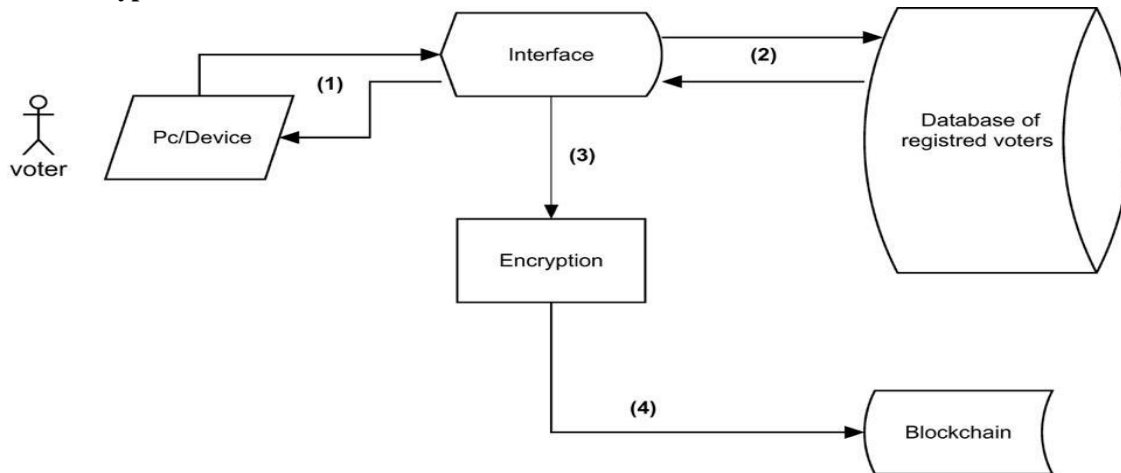 Interface
(2)
(1)
Pc/Device
voter
Database of
registred voters
(3)
Encryption
(4)
Blockchain